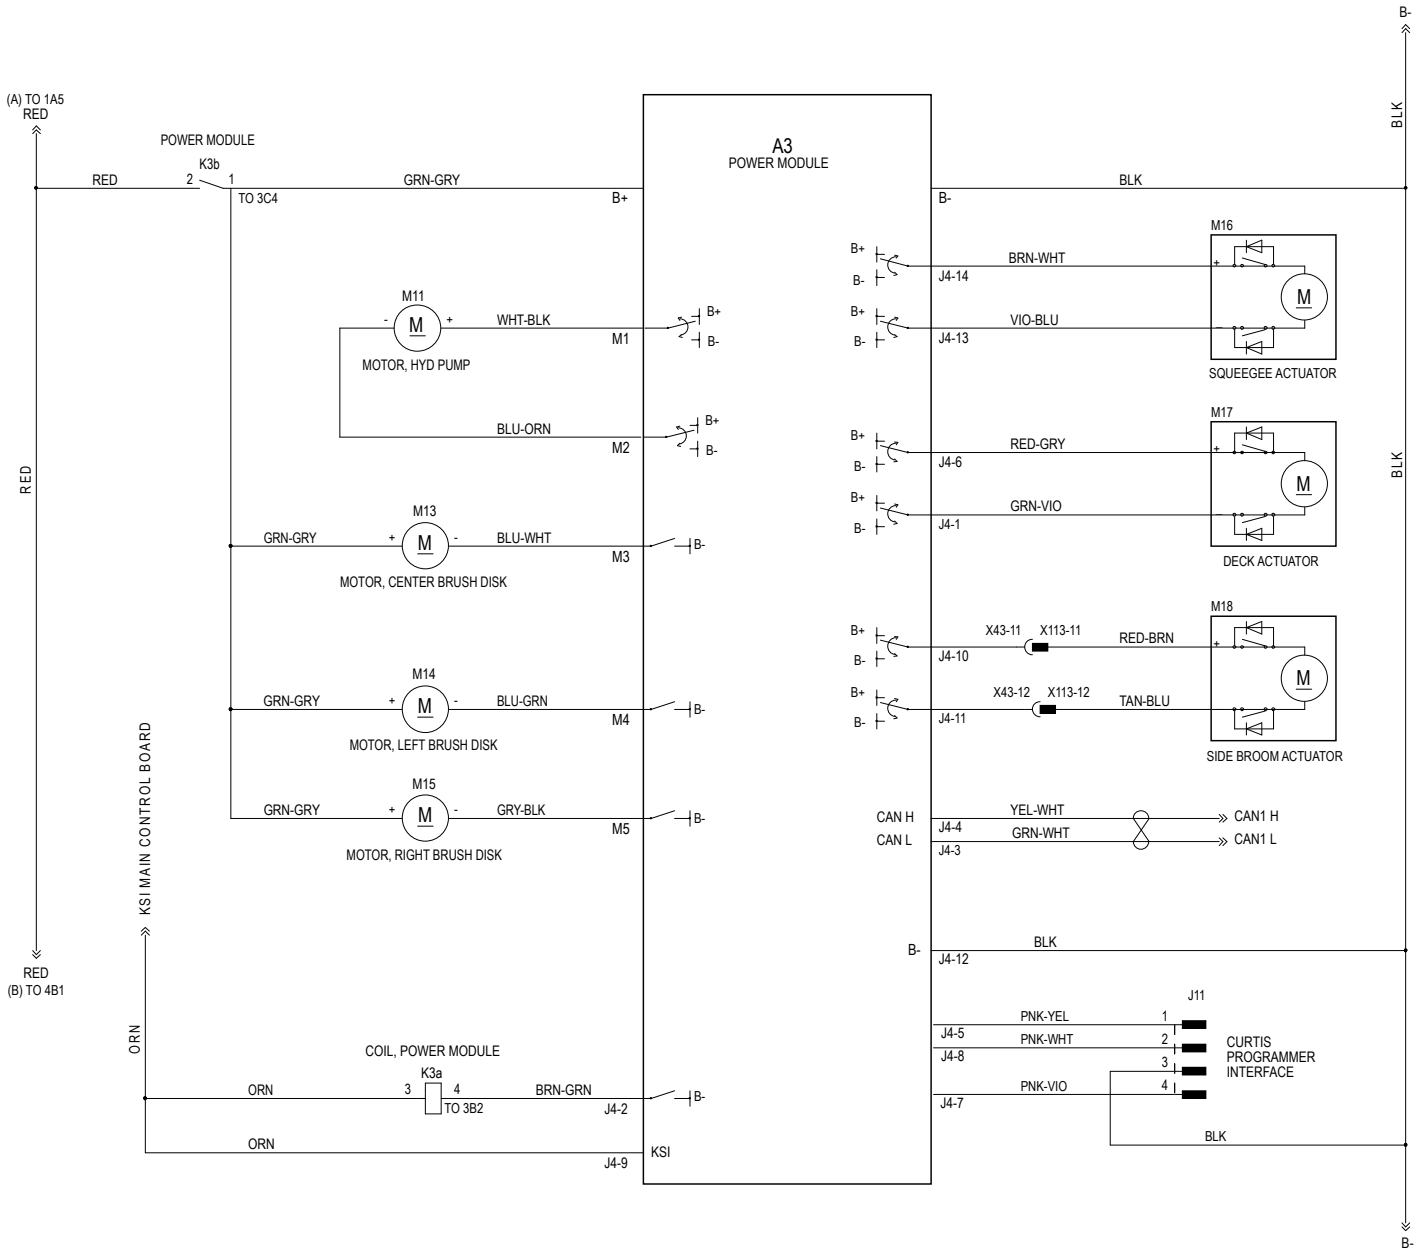 B-
(A) TO 1A5
RED
BLK
POWER MODULE
K3b
RED
2
1
TO 3C4
GRN-GRY
B+
A3
POWER MODULE
B-
BLK
M16
B+
B-
J4-14
BRN-WHT
+
M
B+
B-
J4-13
VIO-BLU
-
SQUEEGEE ACTUATOR
M11
-
M
+
WHT-BLK
M1
B+
B-
MOTOR, HYD PUMP
BLU-ORN
M2
B+
B-
M17
B+
B-
J4-6
RED-GRY
+
M
B+
B-
J4-1
GRN-VIO
-
DECK ACTUATOR
RED
BLK
M13
GRN-GRY
+
M
-
BLU-WHT
M3
B-
MOTOR, CENTER BRUSH DISK
M18
B+
B-
J4-10
X43-11
X113-11
RED-BRN
+
M
B+
B-
J4-11
X43-12
X113-12
TAN-BLU
-
SIDE BROOM ACTUATOR
M14
GRN-GRY
+
M
-
BLU-GRN
M4
B-
MOTOR, LEFT BRUSH DISK
M15
GRN-GRY
+
M
-
GRY-BLK
M5
B-
MOTOR, RIGHT BRUSH DISK
CAN H
J4-4
YEL-WHT
CAN1 H
CAN L
J4-3
GRN-WHT
CAN1 L
KSI MAIN CONTROL BOARD
RED
(B) TO 4B1
B-
J4-12
BLK
J11
J4-5
PNK-YEL
1
J4-8
PNK-WHT
2
3
J4-7
PNK-VIO
4
CURTIS
PROGRAMMER
INTERFACE
BLK
ORN
COIL, POWER MODULE
K3a
ORN
3
4
TO 3B2
BRN-GRN
J4-2
B-
ORN
J4-9
KSI
B-